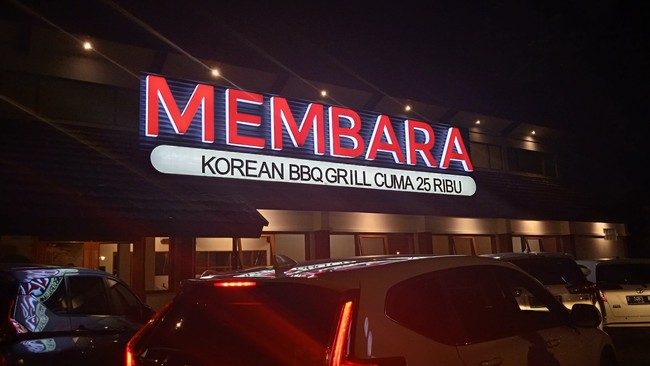 MEMBARA
KOREAN BBQ GRILL CUMA 25 RIBU